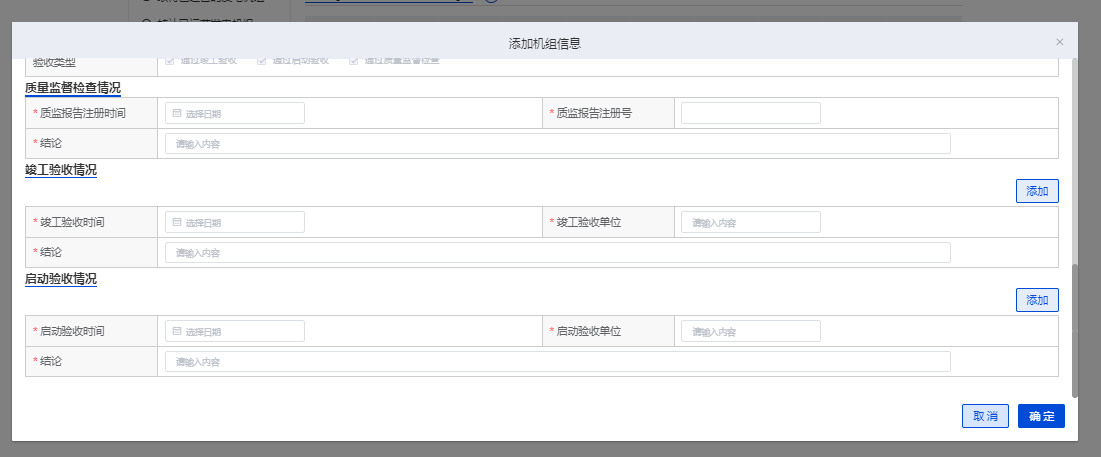 添加机组信息
验收类型 通过竣工验收 通过启动验收 通过质量监督检查
质量监督检查情况
* 质监报告注册时间 选择日期 * 质监报告注册号
* 结论 请输入内容
竣工验收情况
添加
* 竣工验收时间 选择日期 * 竣工验收单位 请输入内容
* 结论 请输入内容
启动验收情况
添加
* 启动验收时间 选择日期 * 启动验收单位 请输入内容
* 结论 请输入内容
取消 确定